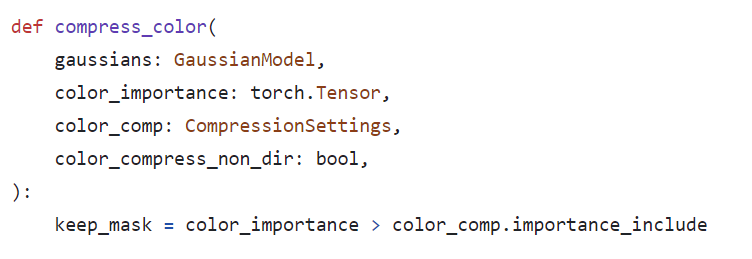 def compress_color(
    gaussians: GaussianModel,
    color_importance: torch.Tensor,
    color_comp: CompressionSettings,
    color_compress_non_dir: bool,
):
    keep_mask = color_importance > color_comp.importance_include